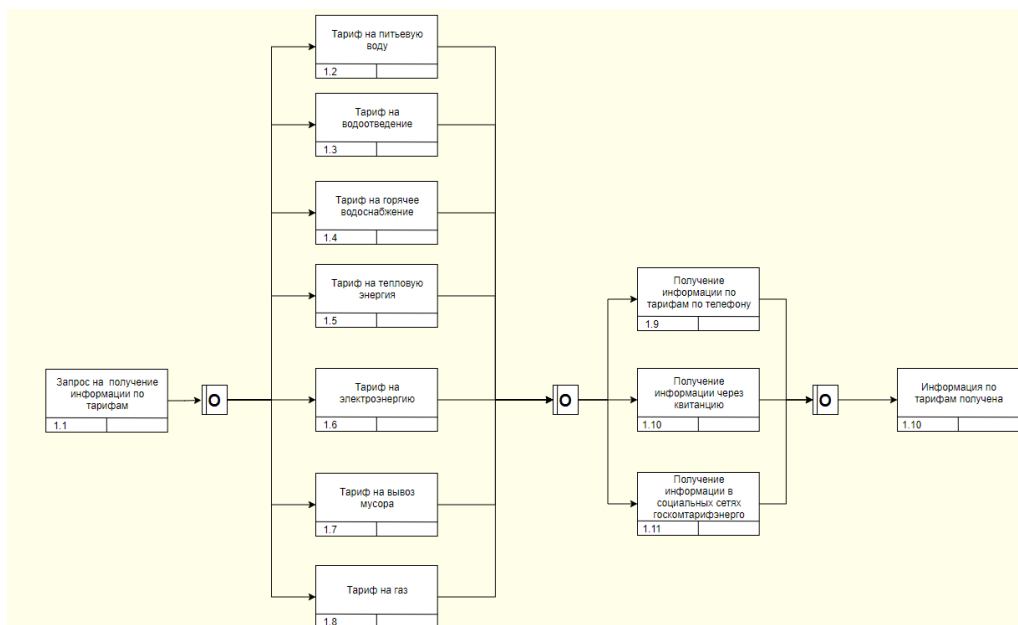 Тариф на питьевую
воду
1.2
Тариф на
водоотведение
1.3
Тариф на горячее
водоснабжение
1.4
Тариф на тепловую
энергия
1.5
Запрос на получение
информации по
тарифам
1.1
О
Тариф на
электроэнергию
1.6
Тариф на вывоз
мусора
1.7
Тариф на газ
1.8
О
Получение
информации по
тарифам по телефону
1.9
Получение
информации через
квитанцию
1.10
Получение
информации в
социальных сетях
госкомтарифэнерго
1.11
О
Информация по
тарифам получена
1.10